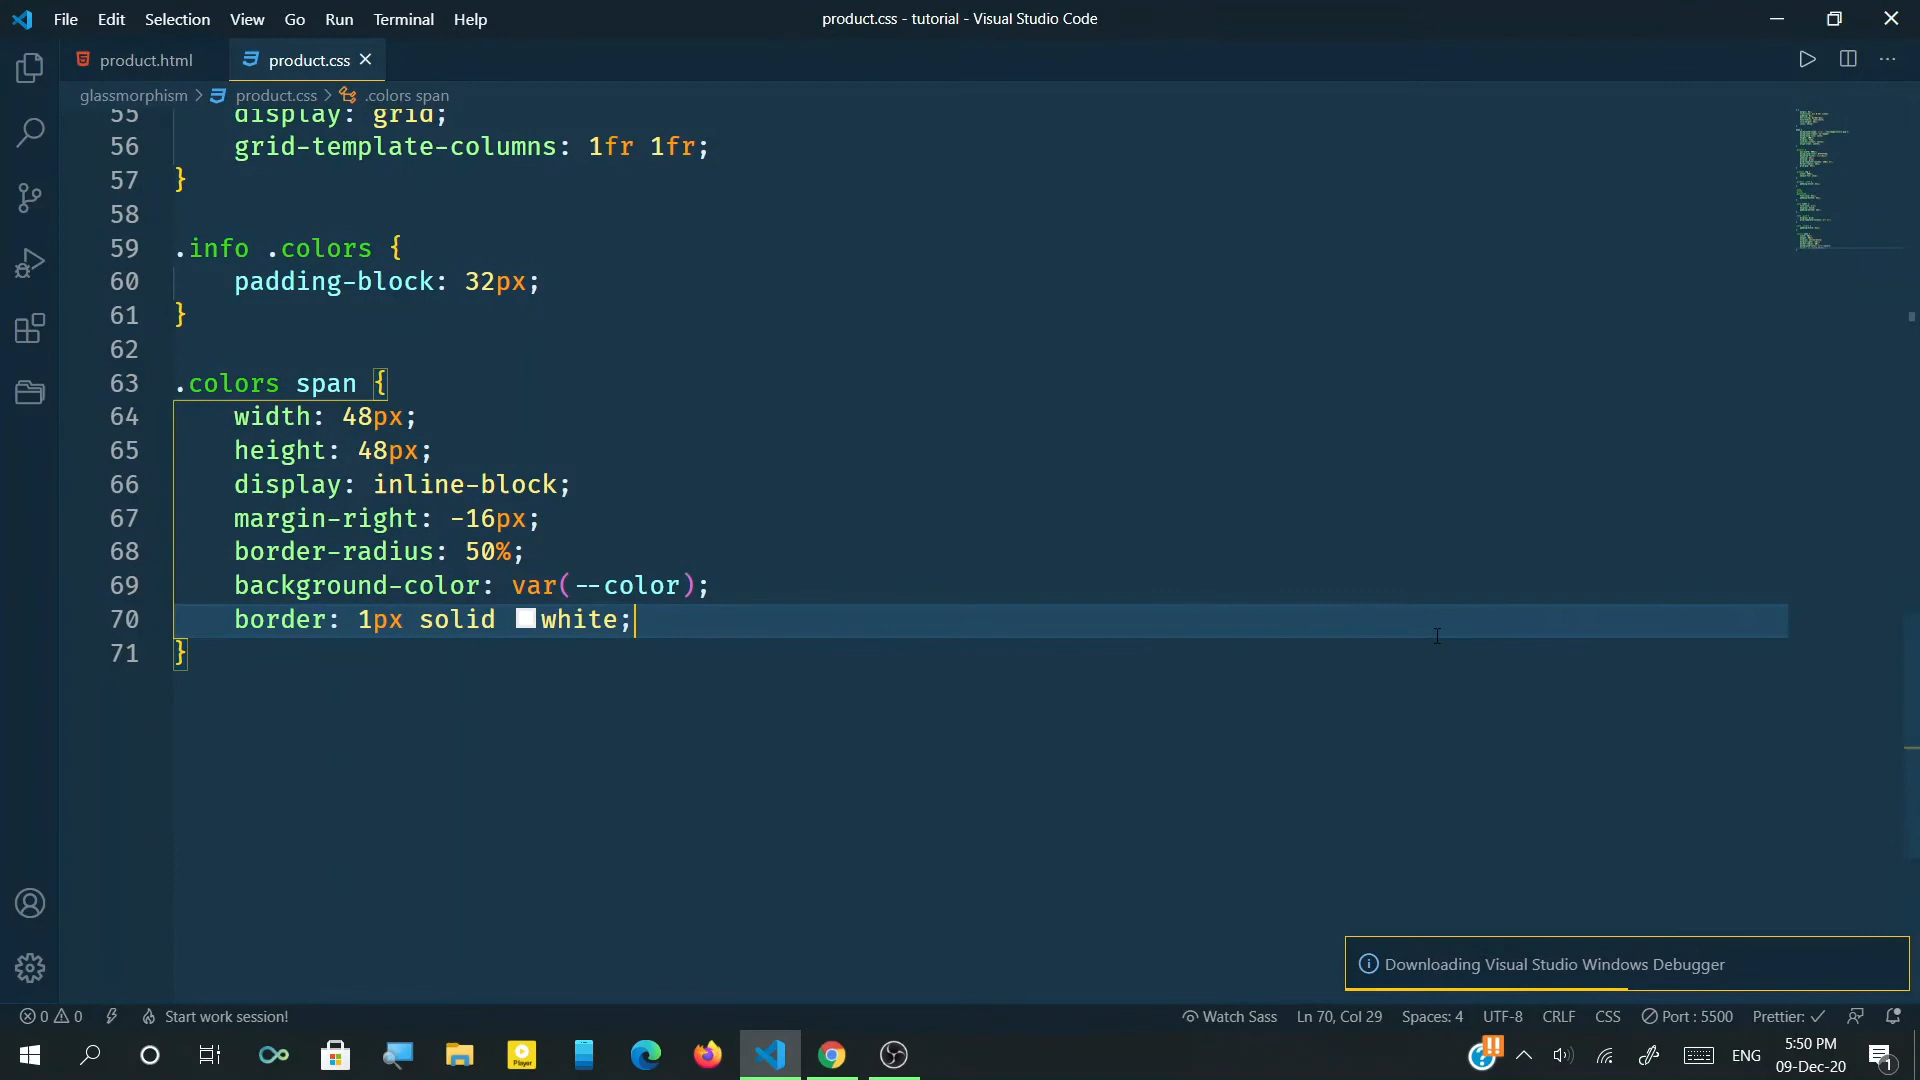 File Edit Selection View Go Run Terminal Help
product.css - tutorial - Visual Studio Code
product.html product.css
glassmorphism > product.css > .colors span
55 display: grid;
56 grid-template-columns: 1fr 1fr;
57 }
58
59 .info .colors {
60 padding-block: 32px;
61 }
62
63 .colors span {
64 width: 48px;
65 height: 48px;
66 display: inline-block;
67 margin-right: -16px;
68 border-radius: 50%;
69 background-color: var(--color);
70 border: 1px solid white;
71 }
Downloading Visual Studio Windows Debugger
0 0 Start work session! Watch Sass Ln 70, Col 29 Spaces: 4 UTF-8 CRLF CSS Port : 5500 Prettier: ✓
Player
ENG
5:50 PM
09-Dec-20
1